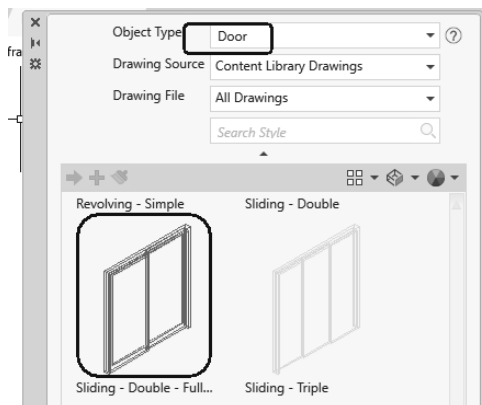 Object Type
Door
Drawing Source
Content Library Drawings
Drawing File
All Drawings
Search Style
fra
Revolving - Simple
Sliding - Double
Sliding - Double - Full...
Sliding - Triple